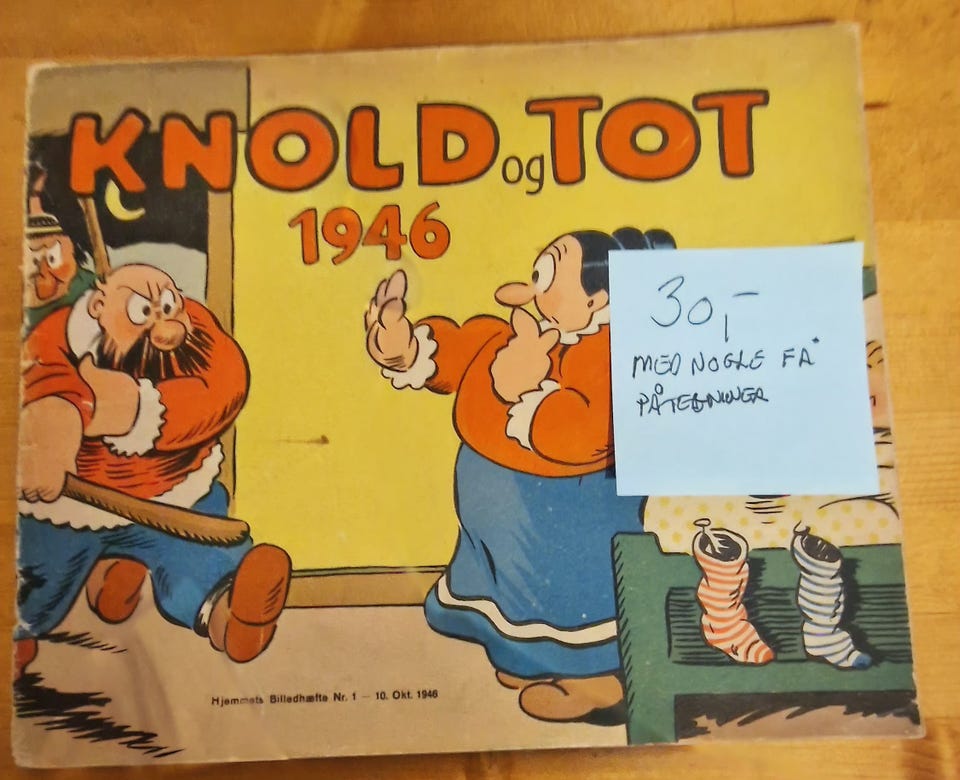 KNOLD og TOT
1946
30,-
MED NOGLE FÅ
PÅTEGNINGER
Hjemmets Billedhæfte Nr. 1 — 10. Okt. 1946